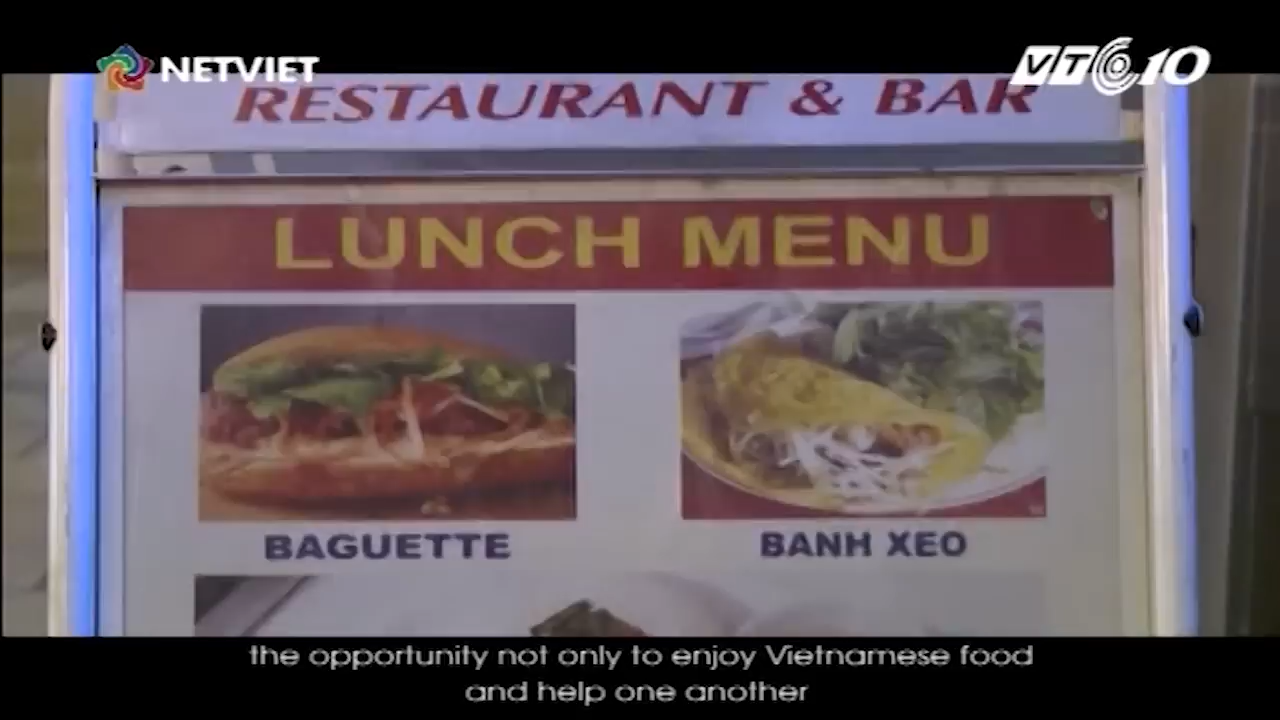 NETVIET
VTC10
RESTAURANT & BAR
LUNCH MENU
BAGUETTE
BANH XEO
the opportunity not only to enjoy Vietnamese food
and help one another